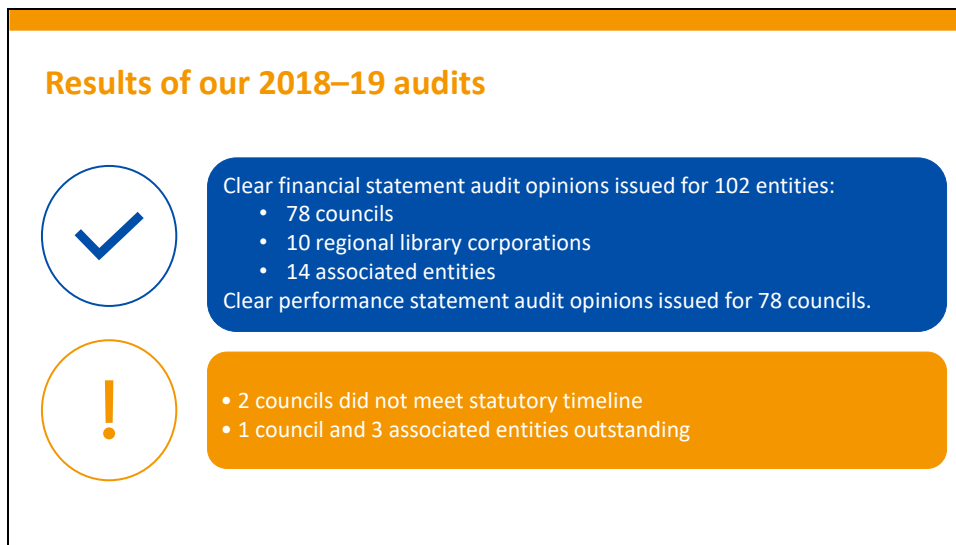 Results of our 2018–19 audits
Clear financial statement audit opinions issued for 102 entities:
• 78 councils
• 10 regional library corporations
• 14 associated entities
Clear performance statement audit opinions issued for 78 councils.
!
• 2 councils did not meet statutory timeline
• 1 council and 3 associated entities outstanding